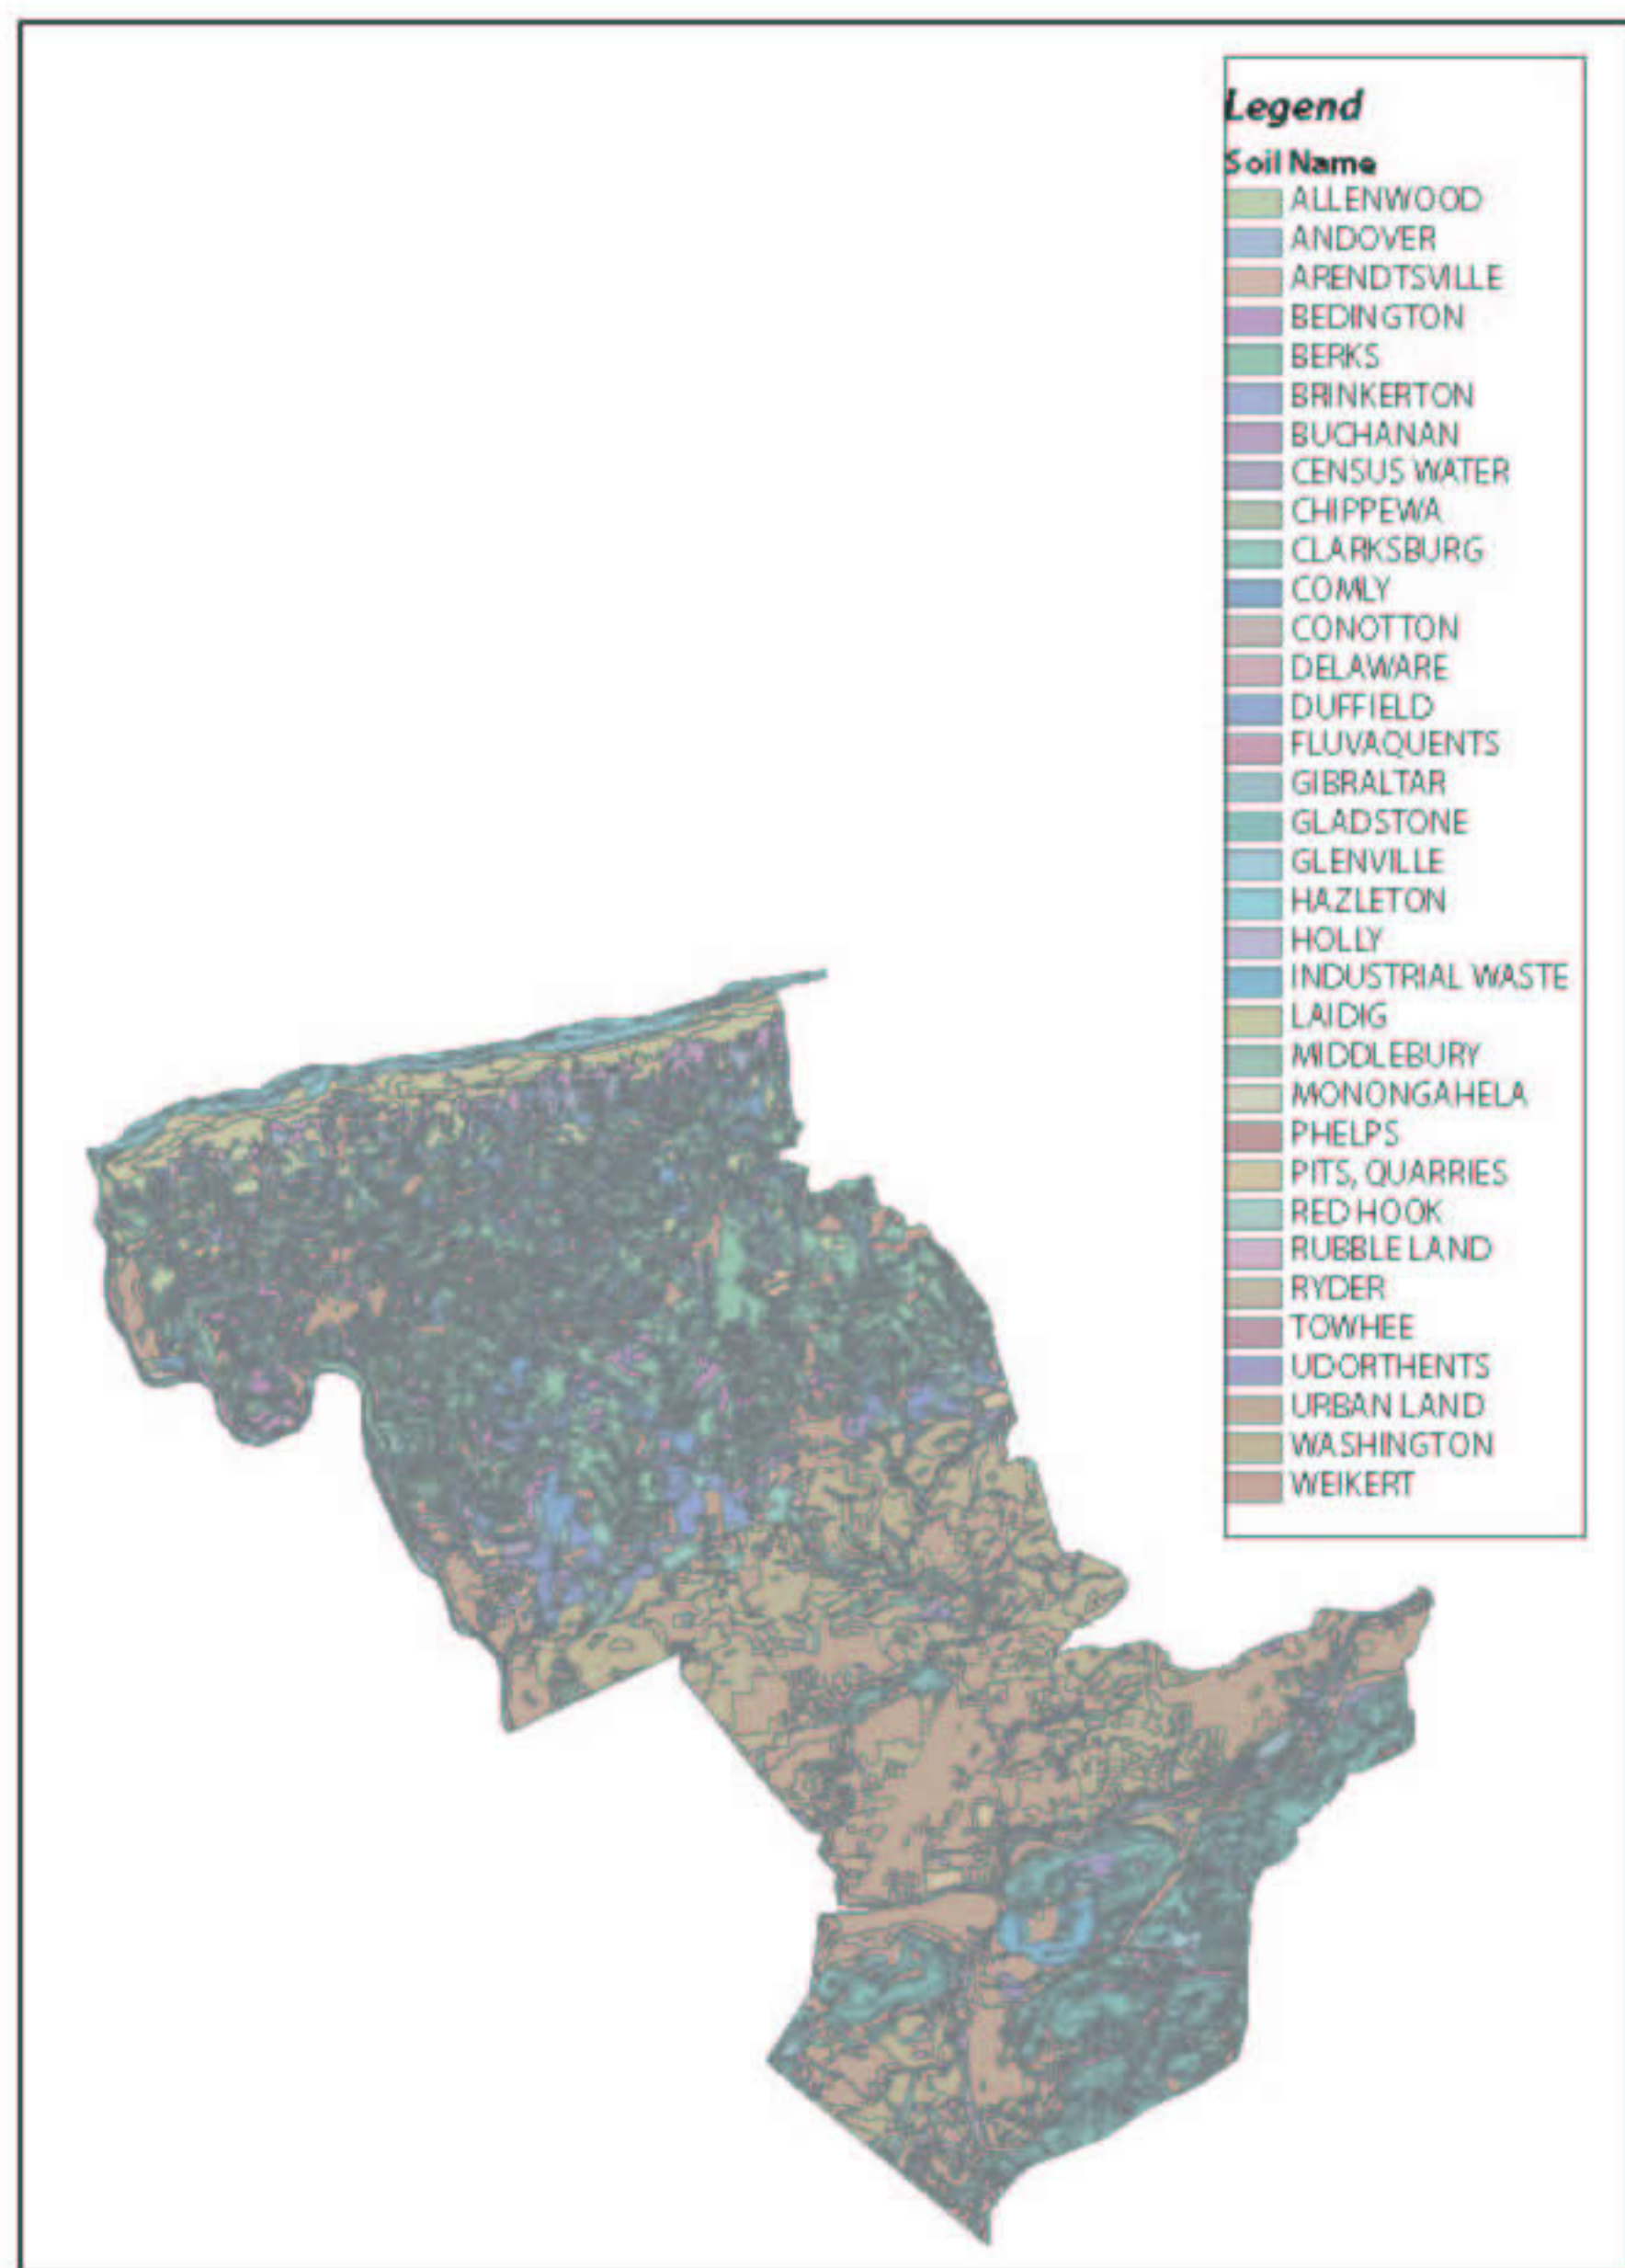 Legend
Soil Name
ALLENWOOD
ANDOVER
ARENDTSVILLE
BEDINGTON
BERKS
BRINKERTON
BUCHANAN
CENSUS WATER
CHIPPEWA
CLARKSBURG
COMLY
CONOTTON
DELAWARE
DUFFIELD
FLUVAQUENTS
GIBRALTAR
GLADSTONE
GLENVILLE
HAZLETON
HOLLY
INDUSTRIAL WASTE
LAIDIG
MIDDLEBURY
MONONGAHELA
PHELPS
PITS, QUARRIES
RED HOOK
RUBBLE LAND
RYDER
TOWHEE
UDORTHENTS
URBAN LAND
WASHINGTON
WEIKERT